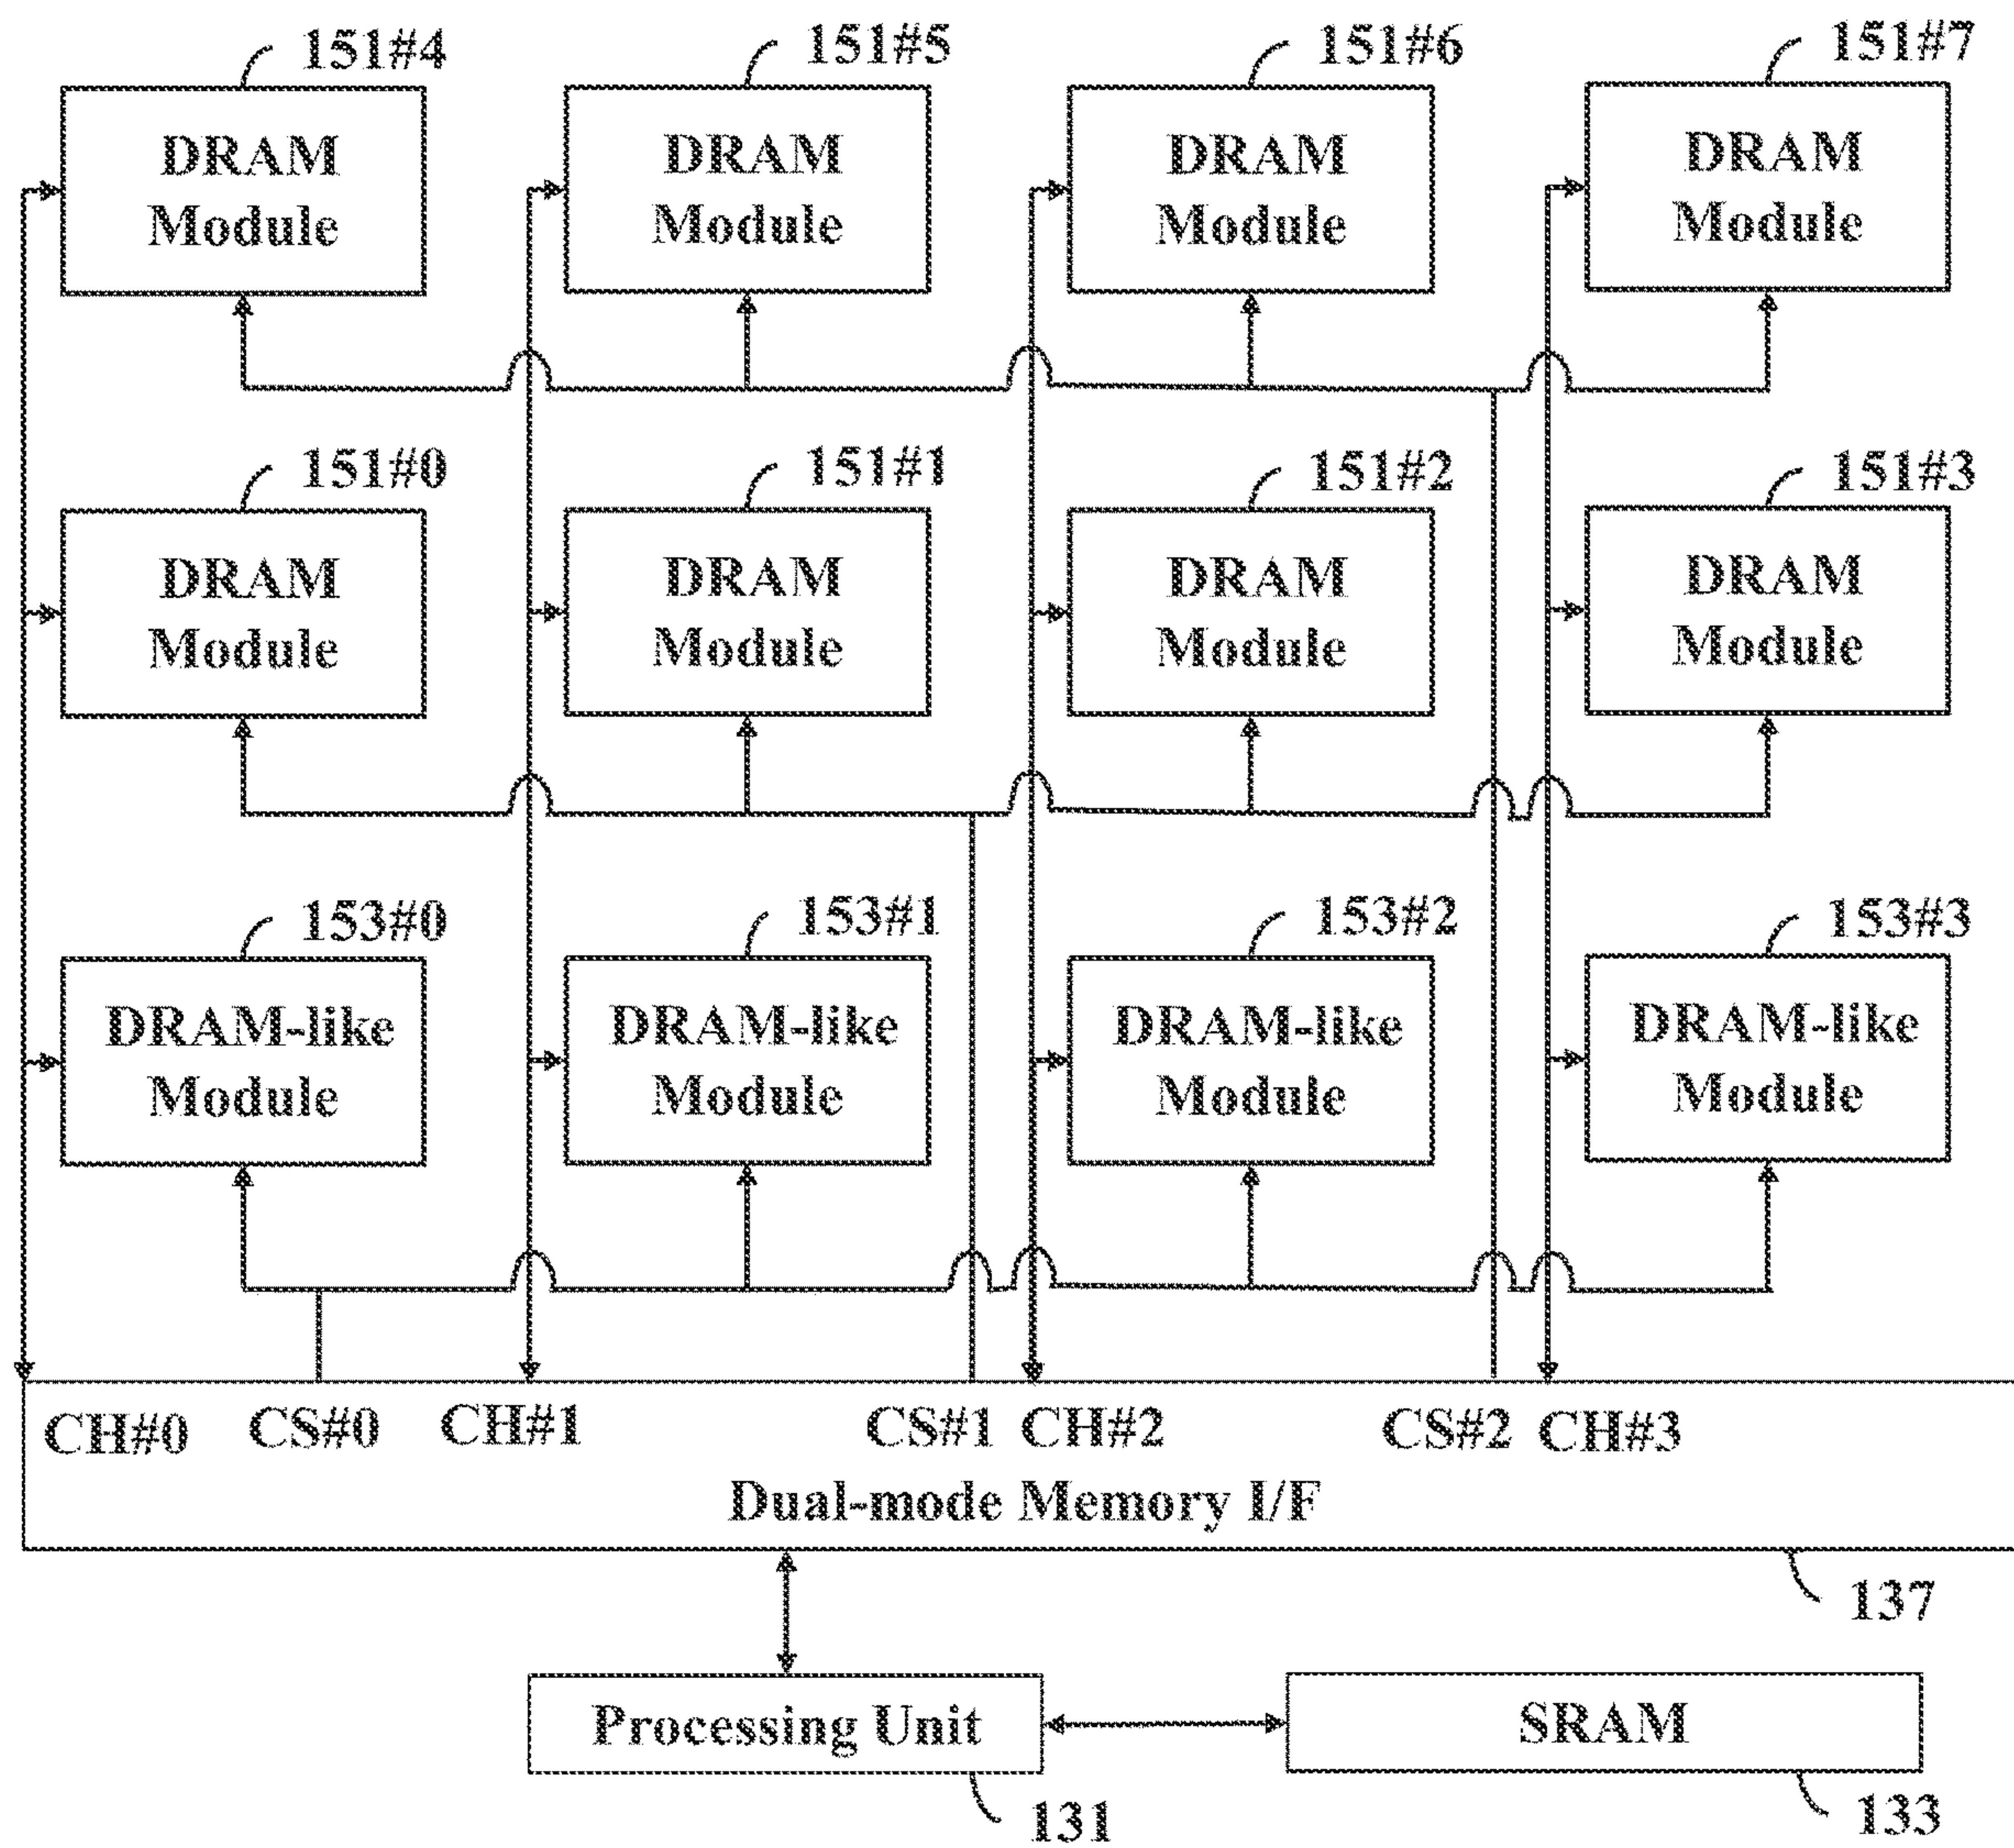 151#4 151#5 151#6 151#7
DRAM DRAM DRAM DRAM
Module Module Module Module
151#0 151#1 151#2 151#3
DRAM DRAM DRAM DRAM
Module Module Module Module
153#0 153#1 153#2 153#3
DRAM-like DRAM-like DRAM-like DRAM-like
Module Module Module Module
CH#0 CS#0 CH#1 CS#1 CH#2 CS#2 CH#3
Dual-mode Memory I/F
137
Processing Unit SRAM
131 133